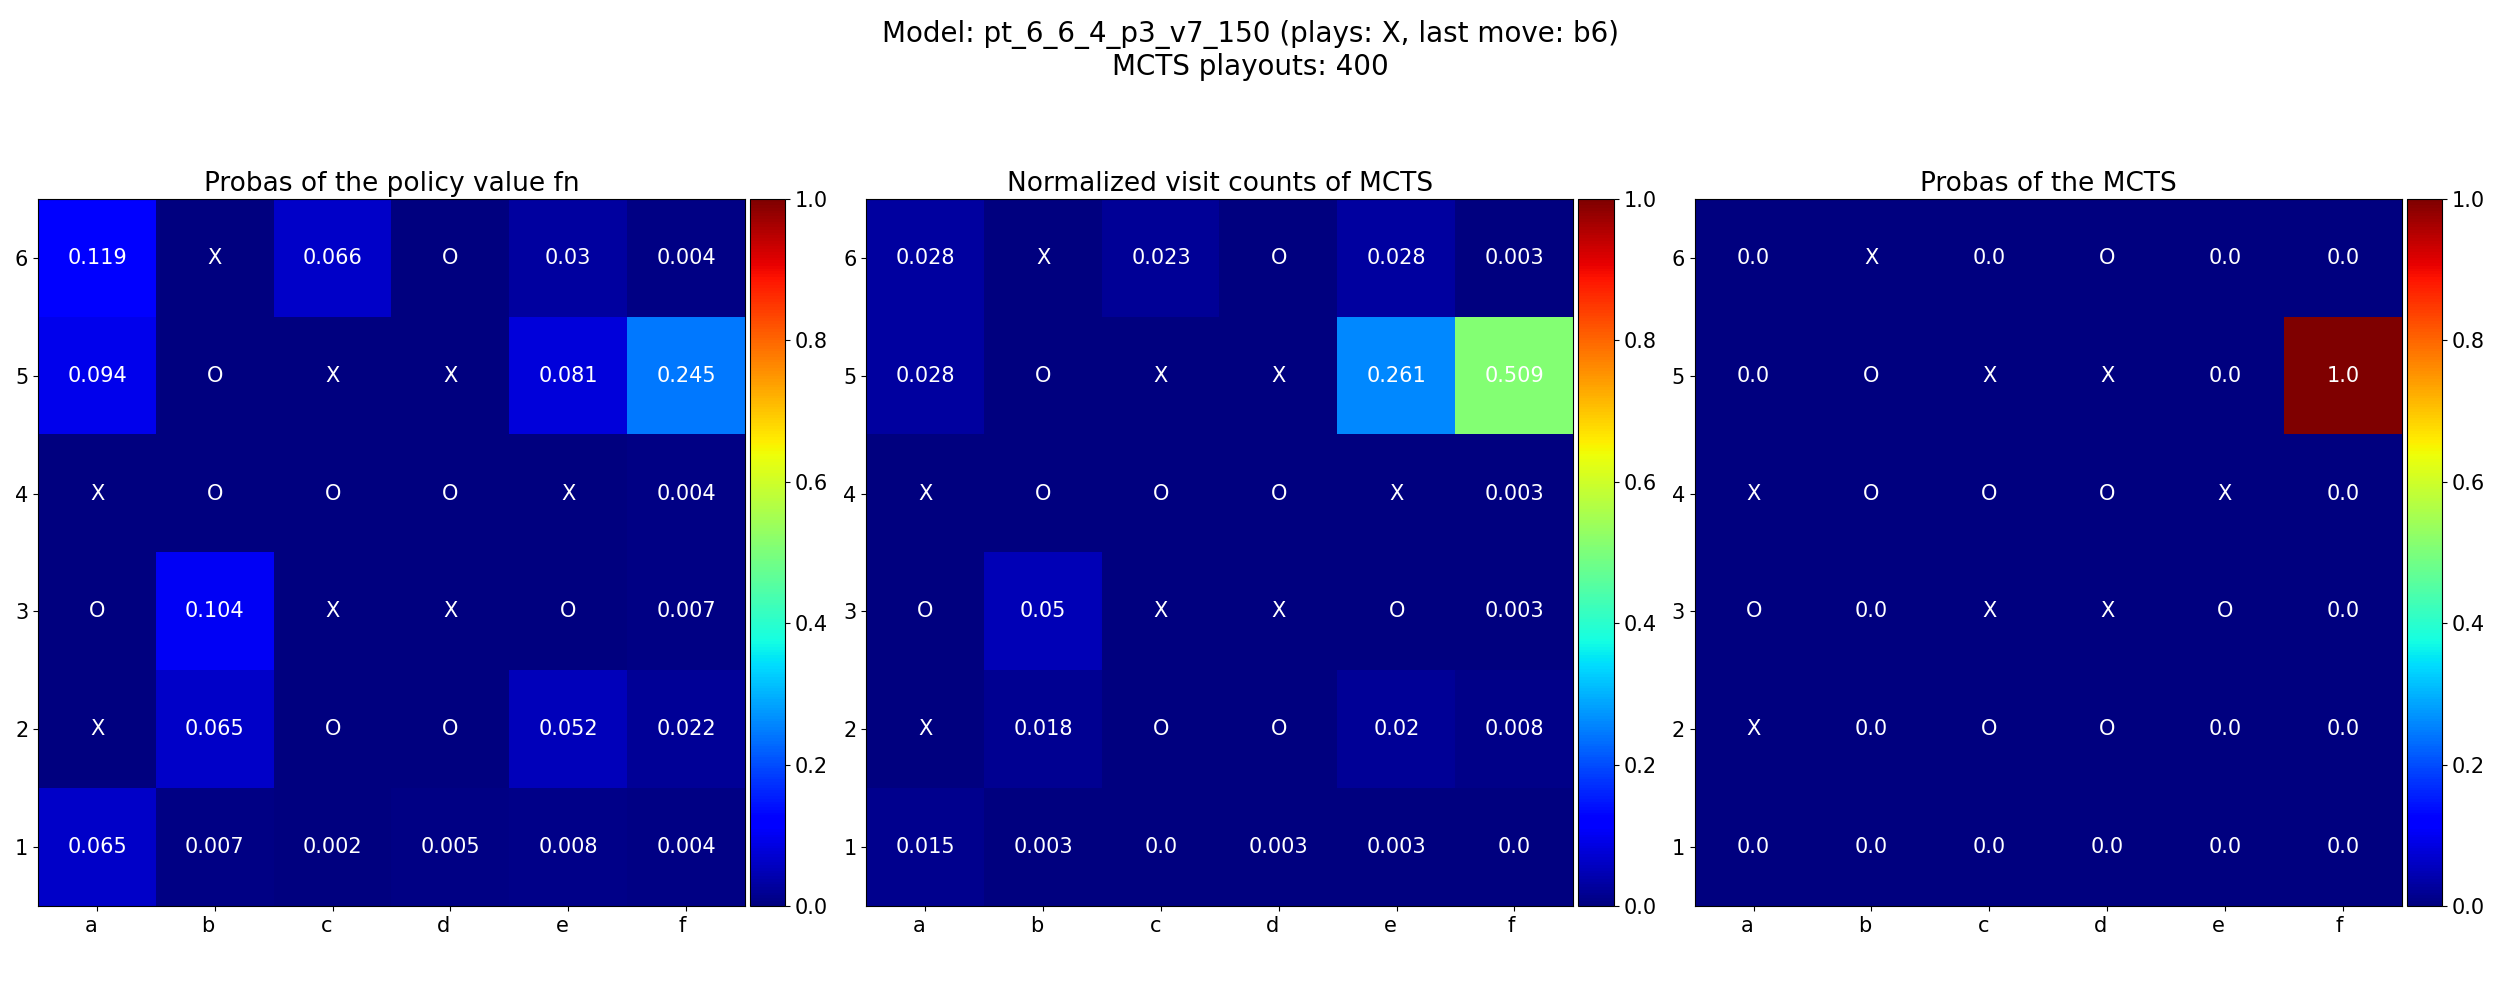 Model: pt_6_6_4_p3_v7_150 (plays: X, last move: b6)
MCTS playouts: 400
Probas of the policy value fn
6 0.119 X 0.066 O 0.03 0.004
5 0.094 O X X 0.081 0.245
4 X O O O X 0.004
3 O 0.104 X X O 0.007
2 X 0.065 O O 0.052 0.022
1 0.065 0.007 0.002 0.005 0.008 0.004
a b c d e f
1.0
0.8
0.6
0.4
0.2
0.0
Normalized visit counts of MCTS
6 0.028 X 0.023 O 0.028 0.003
5 0.028 O X X 0.261 0.509
4 X O O O X 0.003
3 O 0.05 X X O 0.003
2 X 0.018 O O 0.02 0.008
1 0.015 0.003 0.0 0.003 0.003 0.0
a b c d e f
1.0
0.8
0.6
0.4
0.2
0.0
Probas of the MCTS
6 0.0 X 0.0 O 0.0 0.0
5 0.0 O X X 0.0 1.0
4 X O O O X 0.0
3 O 0.0 X X O 0.0
2 X 0.0 O O 0.0 0.0
1 0.0 0.0 0.0 0.0 0.0 0.0
a b c d e f
1.0
0.8
0.6
0.4
0.2
0.0